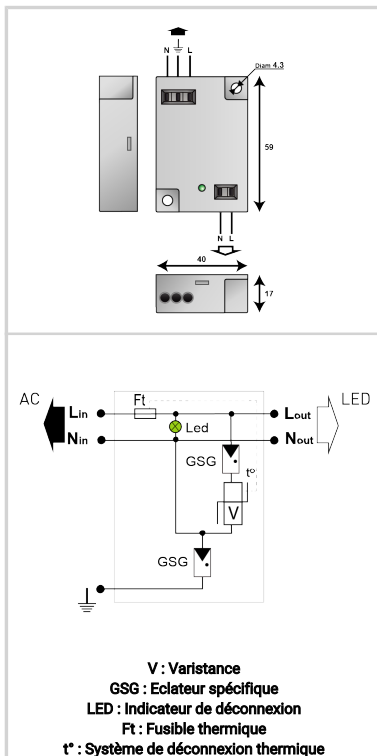 N L
Diam 4.3
59
N L
40
17
AC Ft LED
Lin Lout
Led
Nin Nout
GSG t°
V
GSG
V : Varistance
GSG : Eclateur spécifique
LED : Indicateur de déconnexion
Ft : Fusible thermique
t° : Système de déconnexion thermique